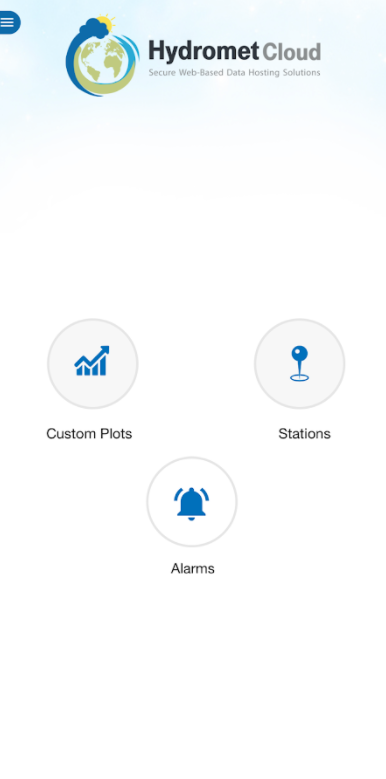 Hydromet Cloud
Secure Web-Based Data Hosting Solutions
Custom Plots
Stations
Alarms